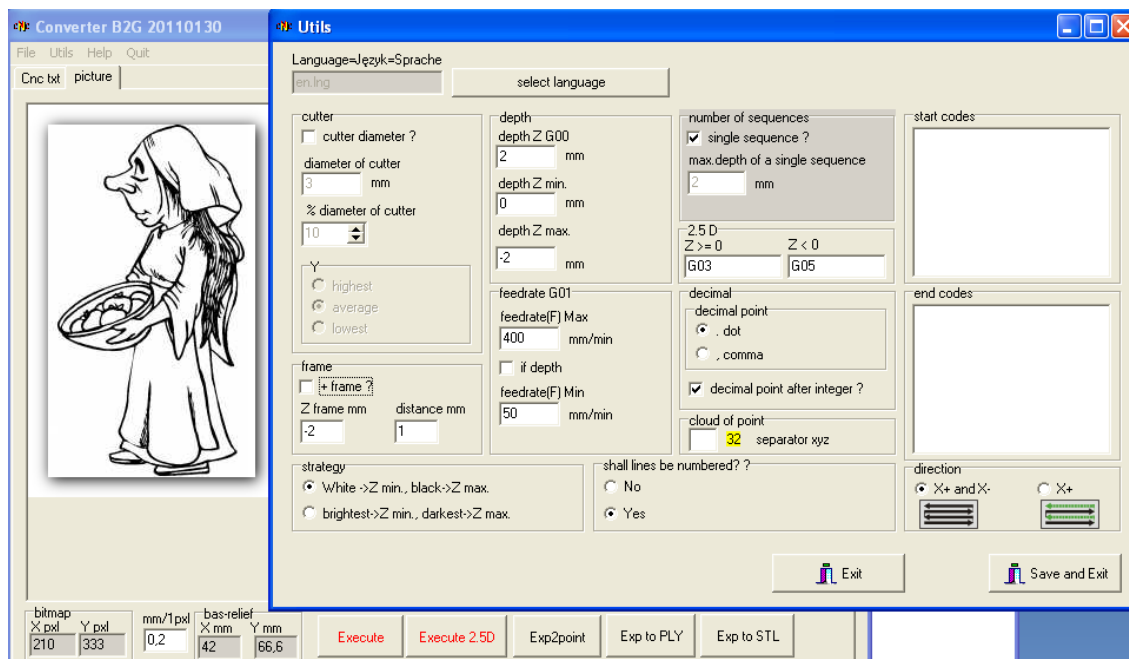 Converter B2G 20110130
File Utils Help Quit
Cnc txt picture
Utils
Language=Język=Sprache
en.lng
select language
cutter
cutter diameter ?
diameter of cutter
3 mm
% diameter of cutter
10
Y
highest
average
lowest
frame
+ frame ?
Z frame mm distance mm
-2 1
depth
depth Z G00
2 mm
depth Z min.
0 mm
depth Z max.
-2 mm
feedrate G01
feedrate(F) Max
400 mm/min
if depth
feedrate(F) Min
50 mm/min
number of sequences
single sequence ?
max.depth of a single sequence
2 mm
2.5 D
Z >= 0 Z < 0
G03 G05
decimal
decimal point
. dot
, comma
decimal point after integer ?
cloud of point
32 separator xyz
start codes
end codes
strategy
White ->Z min., black->Z max.
brightest->Z min., darkest->Z max.
shall lines be numbered? ?
No
Yes
direction
X+ and X- X+
Exit
Save and Exit
bitmap
X pxl Y pxl
210 333
mm/1pxl
0,2
bas-relief
X mm Y mm
42 66,6
Execute
Execute 2.5D
Exp2point
Exp to PLY
Exp to STL